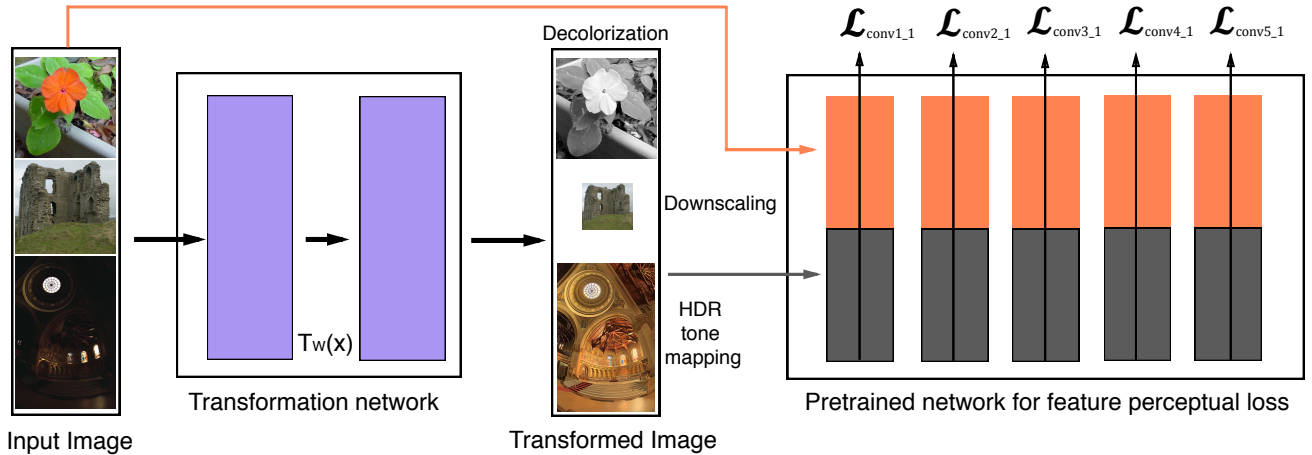 Decolorization
𝓛conv1_1 𝓛conv2_1 𝓛conv3_1 𝓛conv4_1 𝓛conv5_1
Downscaling
HDR
tone
mapping
Tw(x)
Transformation network
Pretrained network for feature perceptual loss
Input Image
Transformed Image